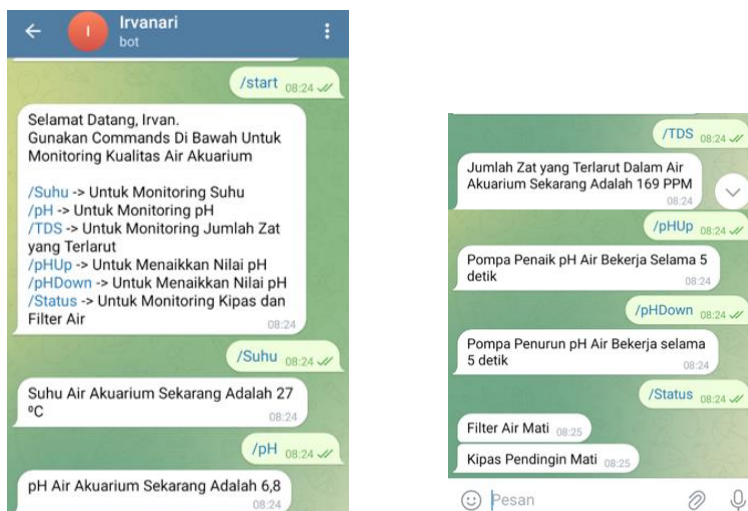 I
Irvanari
bot
/start 08:24
Selamat Datang, Irvan.
Gunakan Commands Di Bawah Untuk
Monitoring Kualitas Air Akuarium
/Suhu -> Untuk Monitoring Suhu
/pH -> Untuk Monitoring pH
/TDS -> Untuk Monitoring Jumlah Zat
yang Terlarut
/pHUp -> Untuk Menaikkan Nilai pH
/pHDown -> Untuk Menaikkan Nilai pH
/Status -> Untuk Monitoring Kipas dan
Filter Air
08:24
/Suhu 08:24
Suhu Air Akuarium Sekarang Adalah 27
ºC
08:24
/pH 08:24
pH Air Akuarium Sekarang Adalah 6,8
08:24
/TDS 08:24
Jumlah Zat yang Terlarut Dalam Air
Akuarium Sekarang Adalah 169 PPM
08:24
/pHUp 08:24
Pompa Penaik pH Air Bekerja Selama 5
detik
08:24
/pHDown 08:24
Pompa Penurun pH Air Bekerja selama
5 detik
08:24
/Status 08:24
Filter Air Mati 08:25
Kipas Pendingin Mati 08:25
Pesan